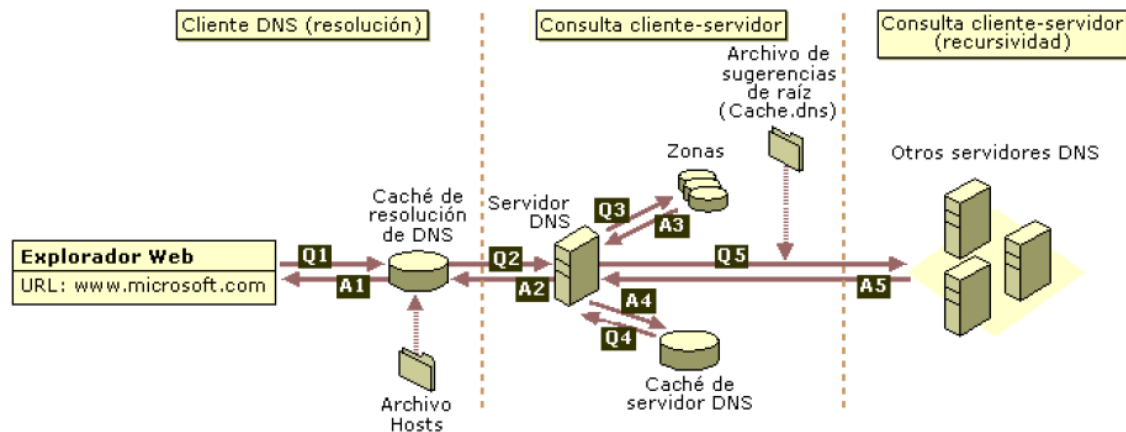 Cliente DNS (resolución)
Consulta cliente-servidor
Consulta cliente-servidor
(recursividad)
Archivo de
sugerencias
de raíz
(Cache.dns)
Zonas
Otros servidores DNS
Caché de
resolución
de DNS
Servidor
DNS
Q3
A3
Explorador Web
URL: www.microsoft.com
Q1
A1
Q2
A2
Q5
A5
A4
Q4
Archivo
Hosts
Caché de
servidor DNS